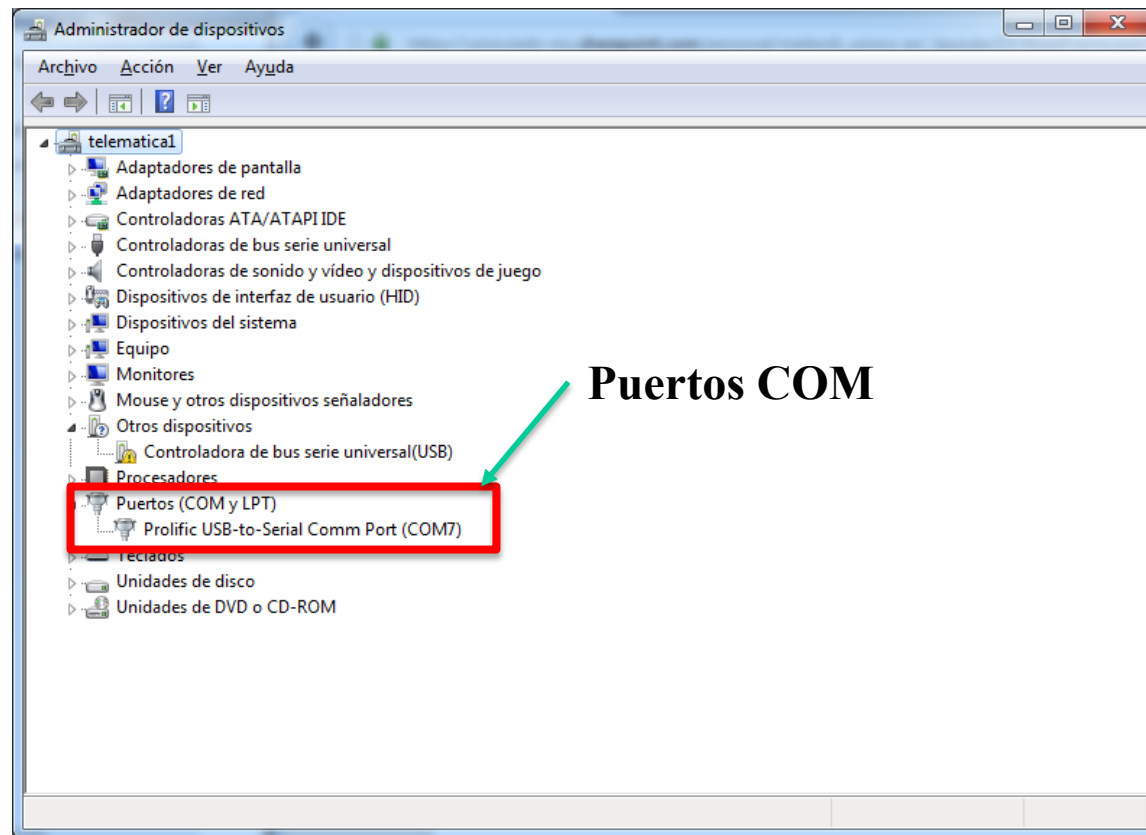 Administrador de dispositivos
Archivo Acción Ver Ayuda
telematica1
Adaptadores de pantalla
Adaptadores de red
Controladoras ATA/ATAPI IDE
Controladoras de bus serie universal
Controladoras de sonido y vídeo y dispositivos de juego
Dispositivos de interfaz de usuario (HID)
Dispositivos del sistema
Equipo
Monitores
Puertos COM
Mouse y otros dispositivos señaladores
Otros dispositivos
Controladora de bus serie universal(USB)
Procesadores
Puertos (COM y LPT)
Prolific USB-to-Serial Comm Port (COM7)
Teclados
Unidades de disco
Unidades de DVD o CD-ROM